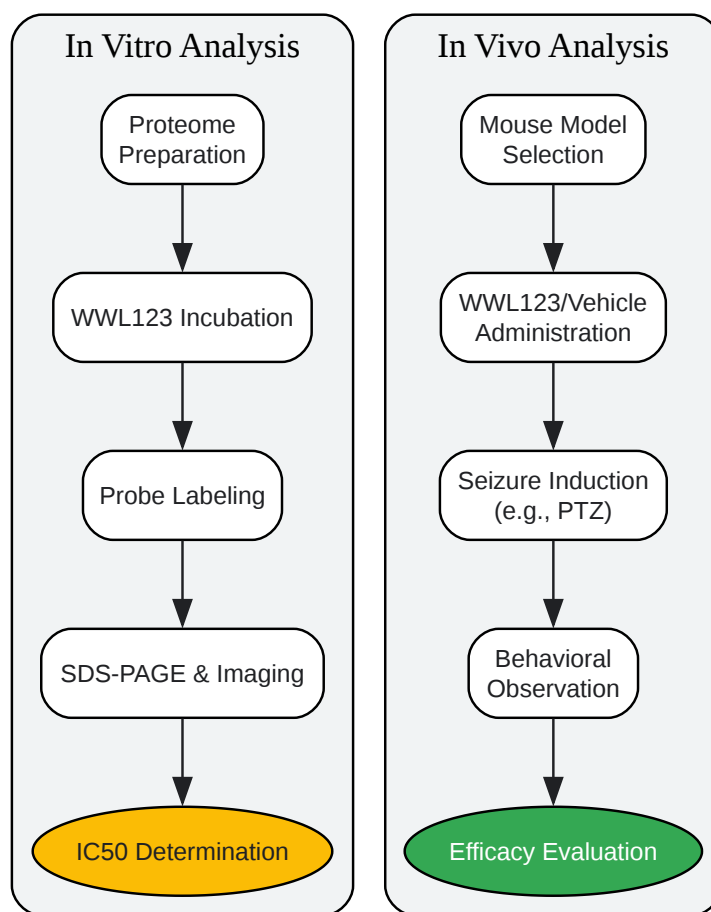 In Vitro Analysis
Proteome
Preparation
WWL123 Incubation
Probe Labeling
SDS-PAGE & Imaging
IC50 Determination
In Vivo Analysis
Mouse Model
Selection
WWL123/Vehicle
Administration
Seizure Induction
(e.g., PTZ)
Behavioral
Observation
Efficacy Evaluation